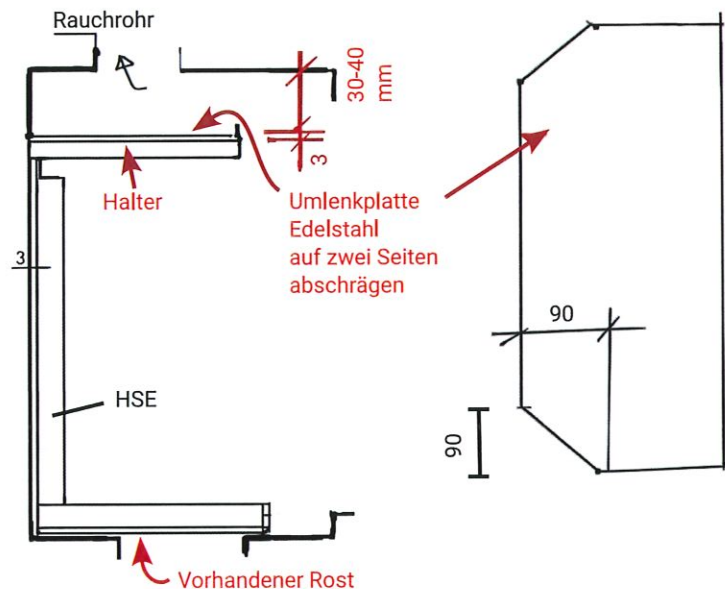 Rauchrohr
30-40
mm
3
Halter
Umlenkplatte
Edelstahl
auf zwei Seiten
abschrägen
3
90
HSE
90
Vorhandener Rost